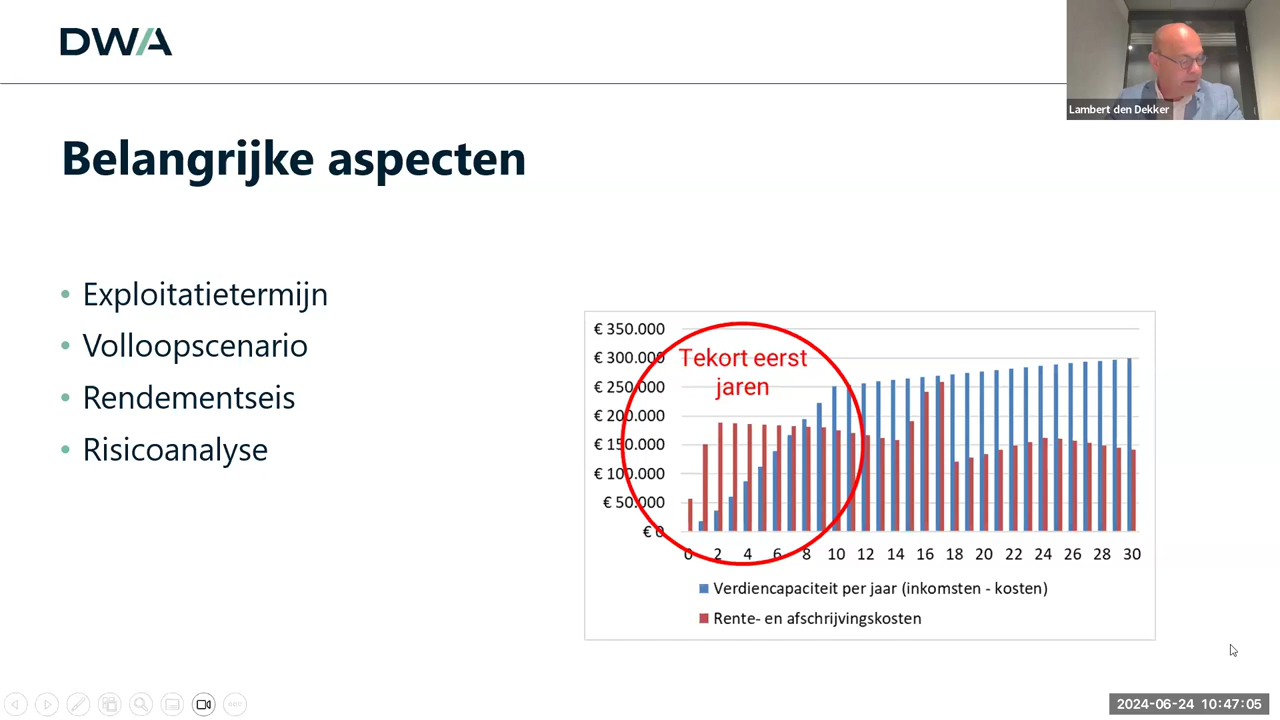 DWA
Lambert den Dekker
Belangrijke aspecten
• Exploitatietermijn
• Volloopscenario
• Rendementseis
• Risicoanalyse
€ 350.000
€ 300.000
€ 250.000
€ 200.000
€ 150.000
€ 100.000
€ 50.000
€ 0
Tekort eerst
jaren
0 2 4 6 8 10 12 14 16 18 20 22 24 26 28 30
Verdiencapaciteit per jaar (inkomsten - kosten)
Rente- en afschrijvingskosten
2024-06-24 10:47:05